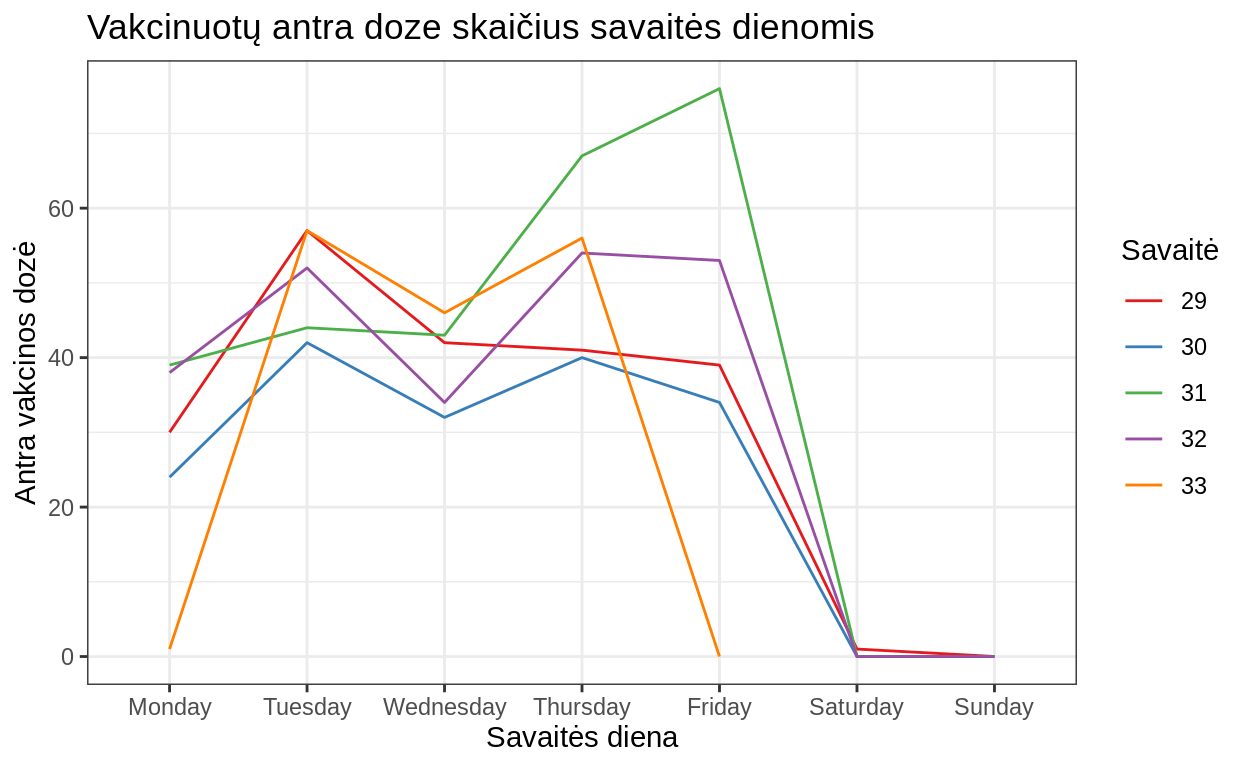 Vakcinuotų antra doze skaičius savaitės dienomis
Antra vakcinos dozė
60
40
20
0
Monday Tuesday Wednesday Thursday Friday Saturday Sunday
Savaitės diena
Savaitė
29
30
31
32
33